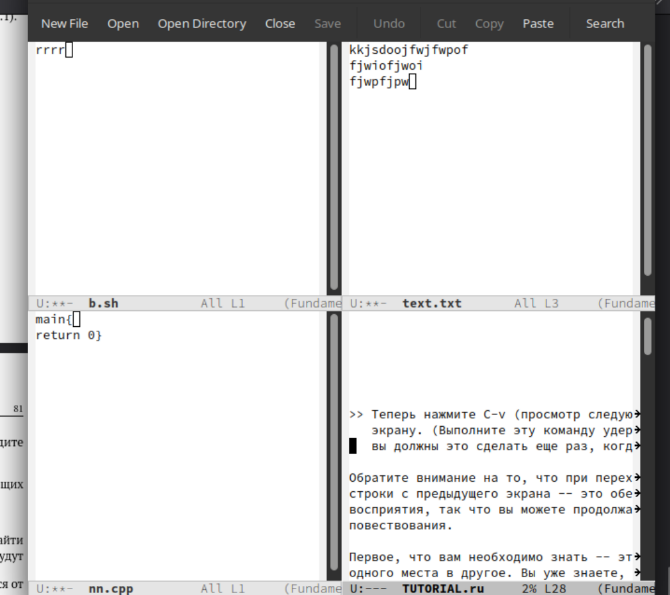 .1).
New File Open Open Directory Close Save Undo Cut Copy Paste Search
rrrr
U:**- b.sh All L1 (Fundame
kkjsdoojfwjfwpof
fjwiofjwoi
fjwpfjpw
U:**- text.txt All L3 (Fundame
main{
return 0}
U:**- nn.cpp All L1 (Fundame
>> Теперь нажмите C-v (просмотр следую
экрану. (Выполните эту команду удер
вы должны это сделать еще раз, когд
Обратите внимание на то, что при перех
строки с предыдущего экрана -- это обе
восприятия, так что вы можете продолжа
повествования.
Первое, что вам необходимо знать -- эт
одного места в другое. Вы уже знаете,
U:--- TUTORIAL.ru 2% L28 (Fundame
81
дите
щих
айти
удут
ся от